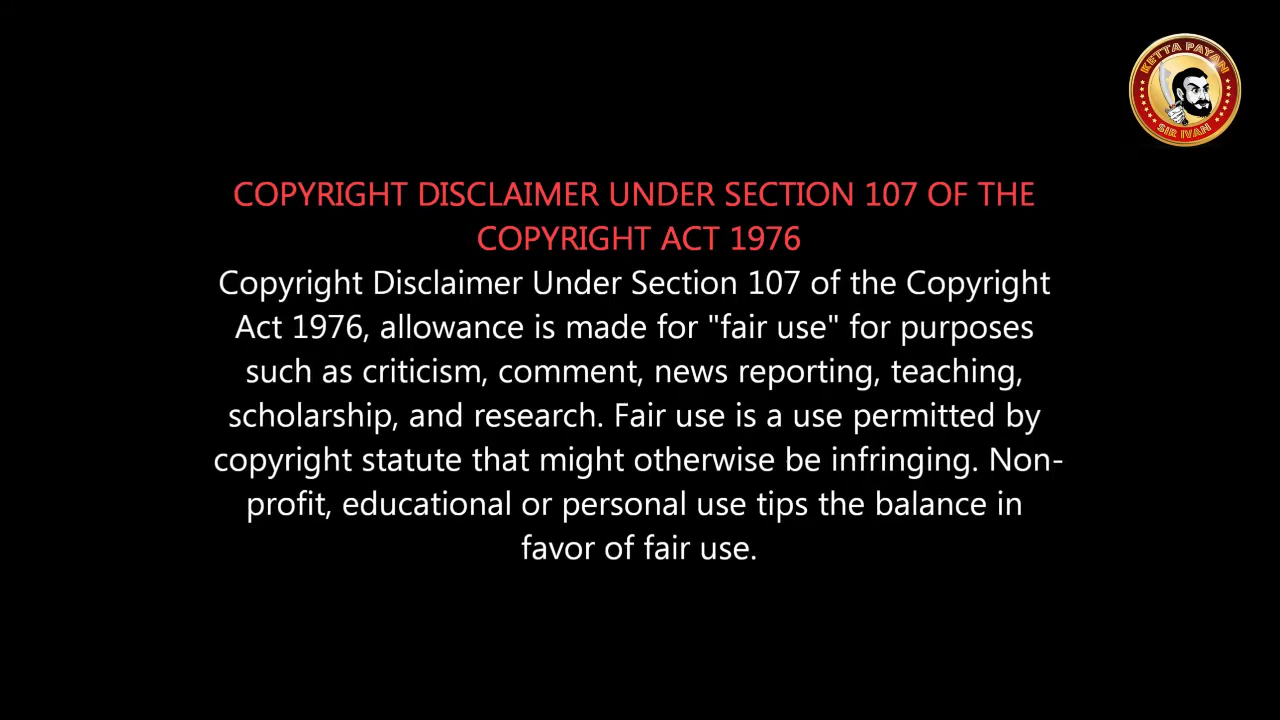 KETTA PAYAN
SIR IVAN
COPYRIGHT DISCLAIMER UNDER SECTION 107 OF THE
COPYRIGHT ACT 1976
Copyright Disclaimer Under Section 107 of the Copyright
Act 1976, allowance is made for "fair use" for purposes
such as criticism, comment, news reporting, teaching,
scholarship, and research. Fair use is a use permitted by
copyright statute that might otherwise be infringing. Non-
profit, educational or personal use tips the balance in
favor of fair use.